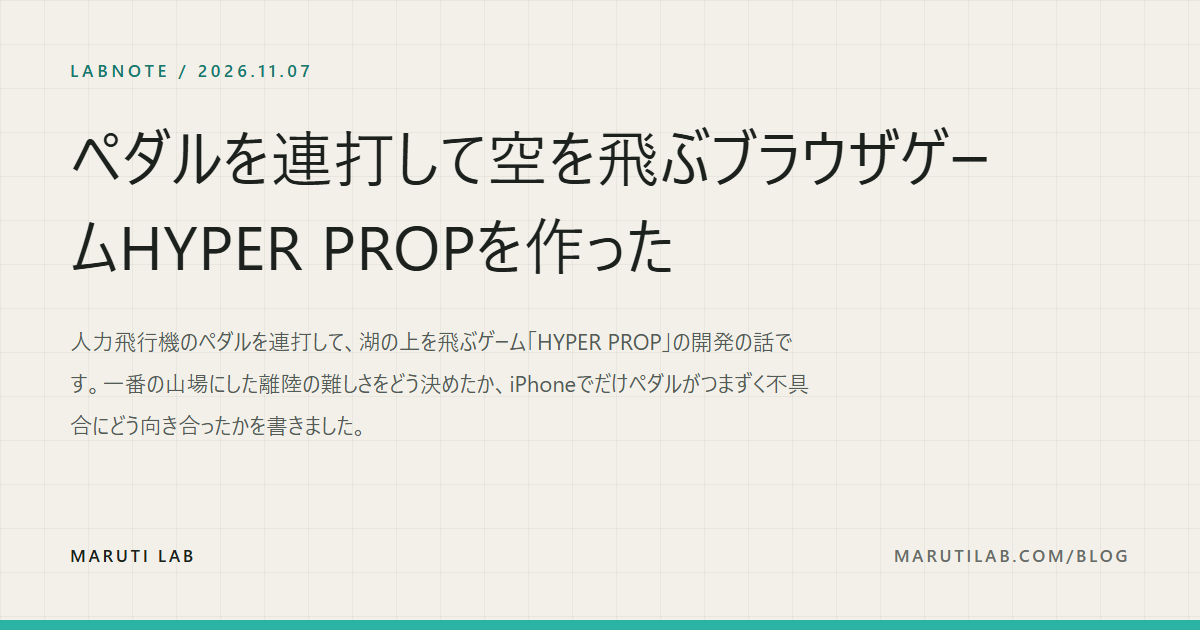 LABNOTE / 2026.11.07
ペダルを連打して空を飛ぶブラウザゲー
ムHYPER PROPを作った
人力飛行機のペダルを連打して、湖の上を飛ぶゲーム「HYPER PROP」の開発の話で
す。一番の山場にした離陸の難しさをどう決めたか、iPhoneでだけペダルがつまずく不具
合にどう向き合ったかを書きました。
MARUTI LAB
MARUTILAB.COM/BLOG